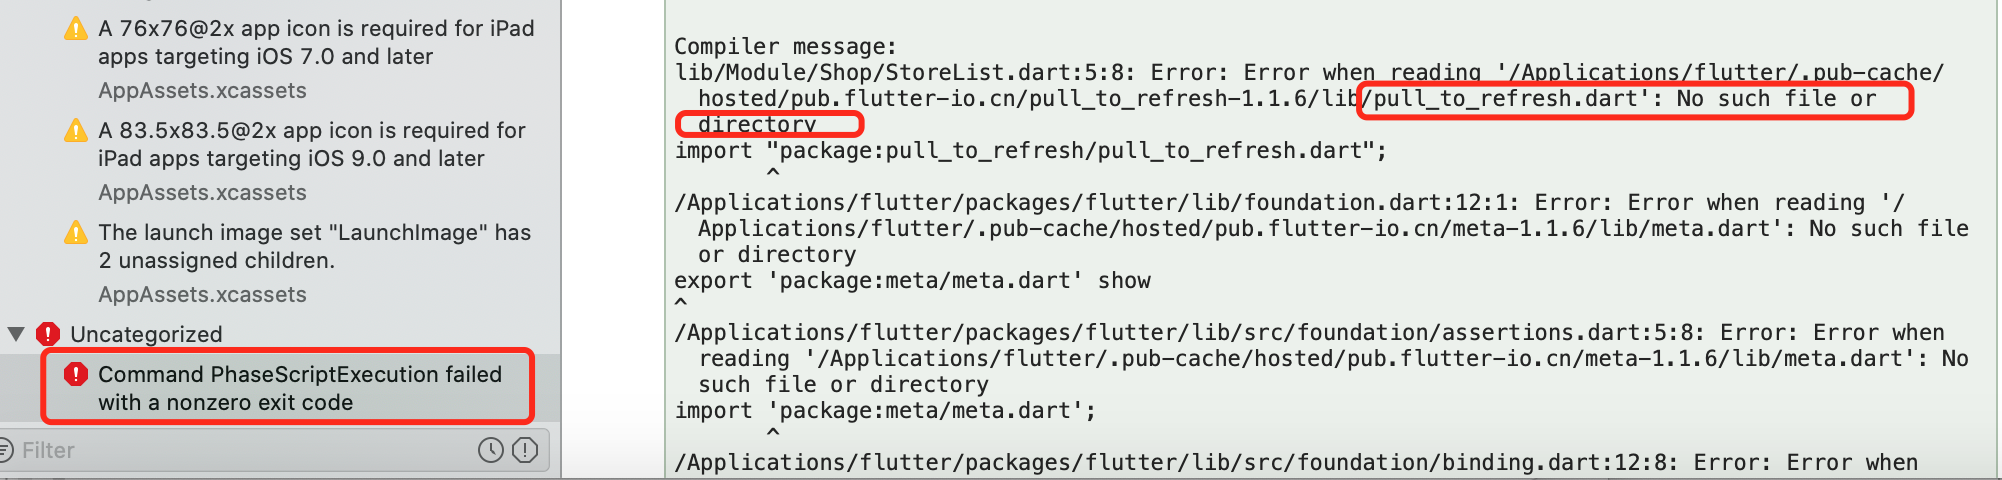 A 76x76@2x app icon is required for iPad
apps targeting iOS 7.0 and later
AppAssets.xcassets
A 83.5x83.5@2x app icon is required for
iPad apps targeting iOS 9.0 and later
AppAssets.xcassets
The launch image set "LaunchImage" has
2 unassigned children.
AppAssets.xcassets
Uncategorized
Command PhaseScriptExecution failed
with a nonzero exit code
Filter
Compiler message:
lib/Module/Shop/StoreList.dart:5:8: Error: Error when reading '/Applications/flutter/.pub-cache/
hosted/pub.flutter-io.cn/pull_to_refresh-1.1.6/lib/pull_to_refresh.dart': No such file or
directory
import "package:pull_to_refresh/pull_to_refresh.dart";
^
/Applications/flutter/packages/flutter/lib/foundation.dart:12:1: Error: Error when reading '/
Applications/flutter/.pub-cache/hosted/pub.flutter-io.cn/meta-1.1.6/lib/meta.dart': No such file
or directory
export 'package:meta/meta.dart' show
^
/Applications/flutter/packages/flutter/lib/src/foundation/assertions.dart:5:8: Error: Error when
reading '/Applications/flutter/.pub-cache/hosted/pub.flutter-io.cn/meta-1.1.6/lib/meta.dart': No
such file or directory
import 'package:meta/meta.dart';
^
/Applications/flutter/packages/flutter/lib/src/foundation/binding.dart:12:8: Error: Error when